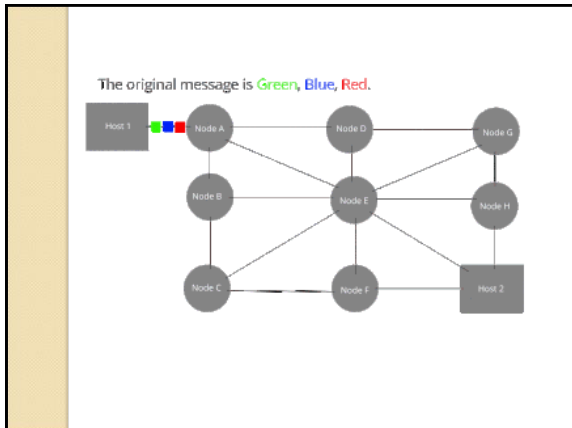 The original message is Green, Blue, Red.
Host 1
Node A
Node D
Node G
Node B
Node E
Node H
Node C
Node F
Host 2